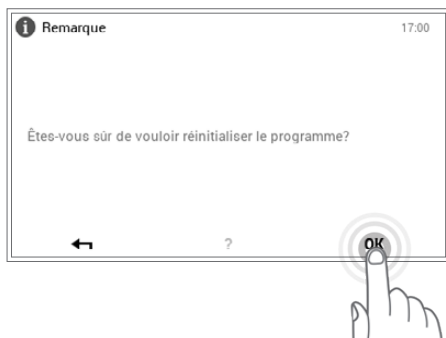 i Remarque 17:00
Êtes-vous sûr de vouloir réinitialiser le programme?
? OK